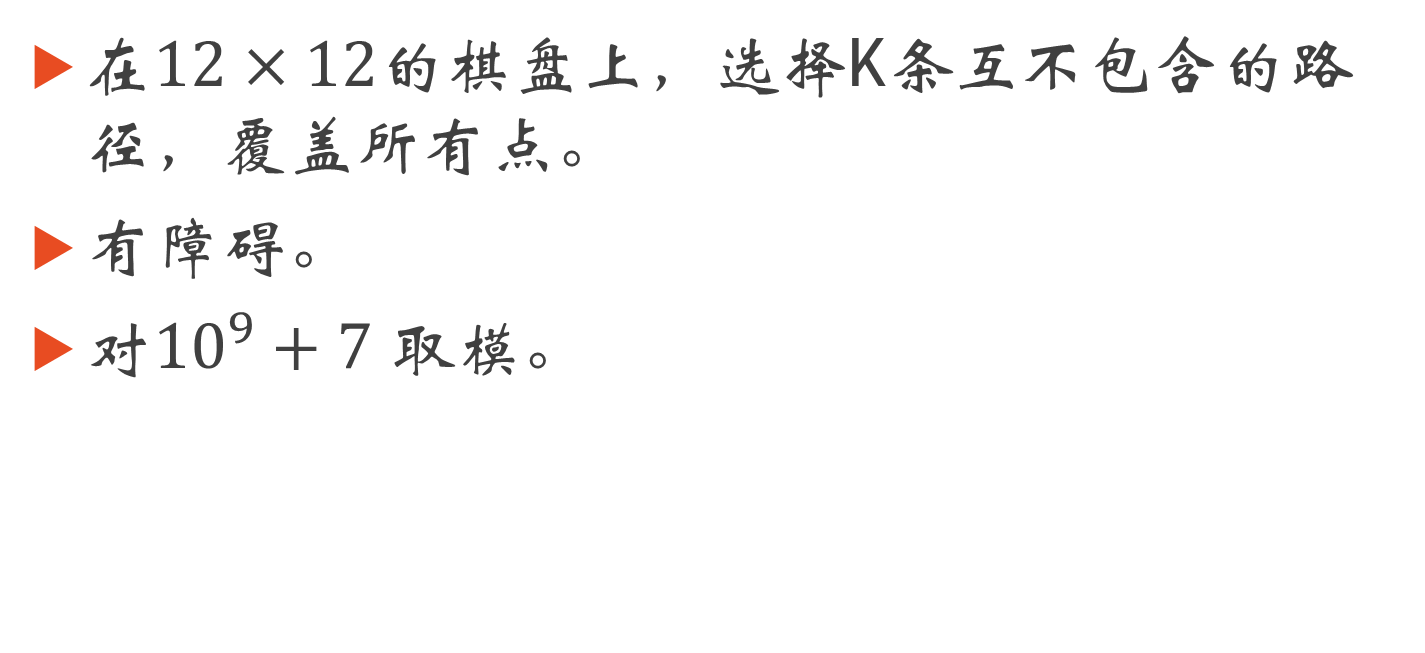 在12 × 12的棋盘上，选择K条互不包含的路
径，覆盖所有点。
有障碍。
对10⁹ + 7 取模。